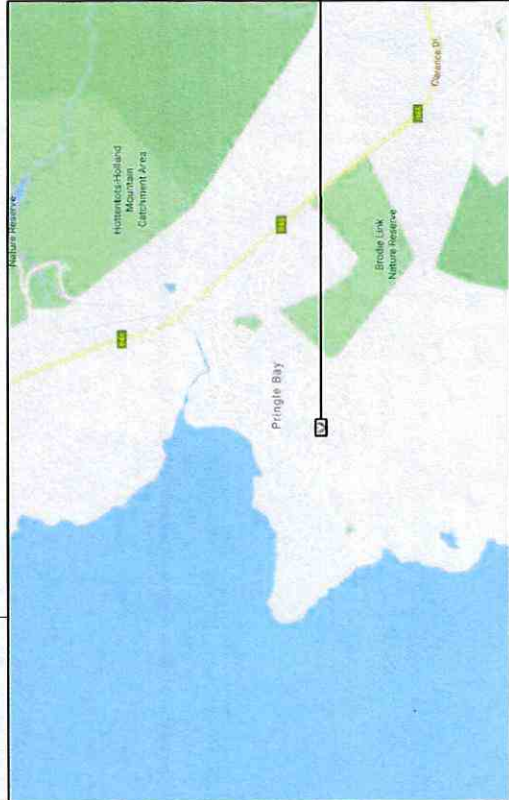 Nature Reserve
Hottentots-Holland
Mountain
Catchment Area
R44
R44
R44
Clarence Dr
Brodie Link
Nature Reserve
Pringle Bay